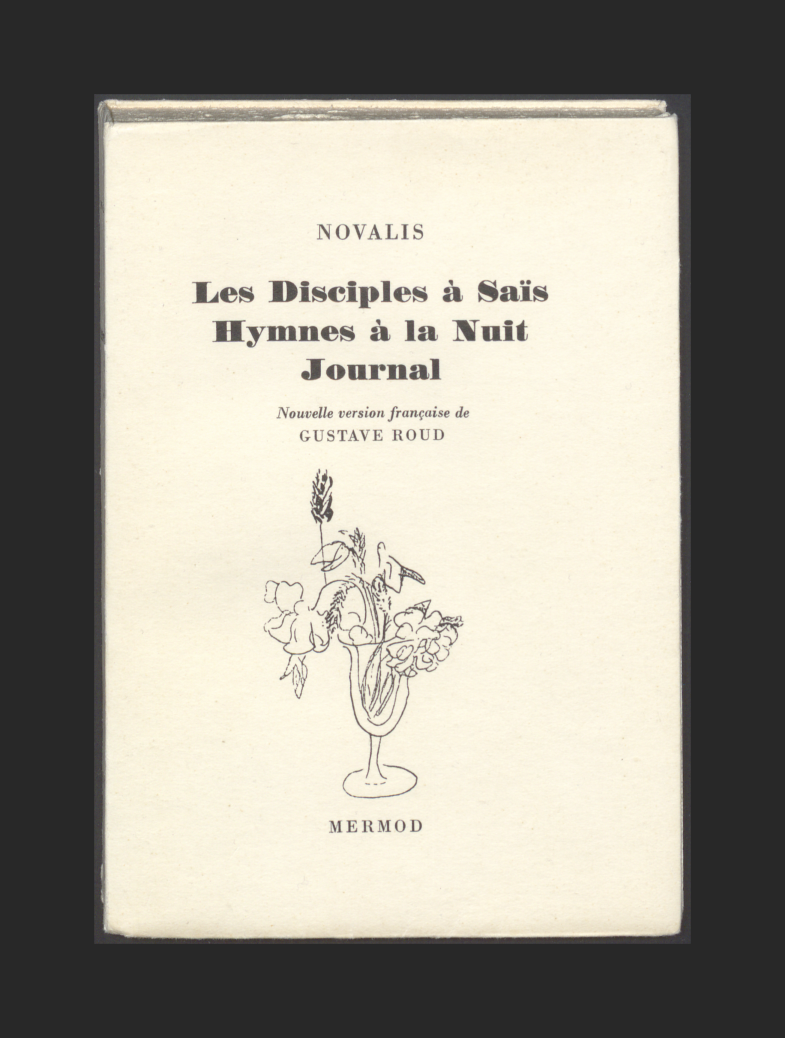 NOVALIS
Les Disciples à Saïs
Hymnes à la Nuit
Journal
Nouvelle version française de
GUSTAVE ROUD
MERMOD